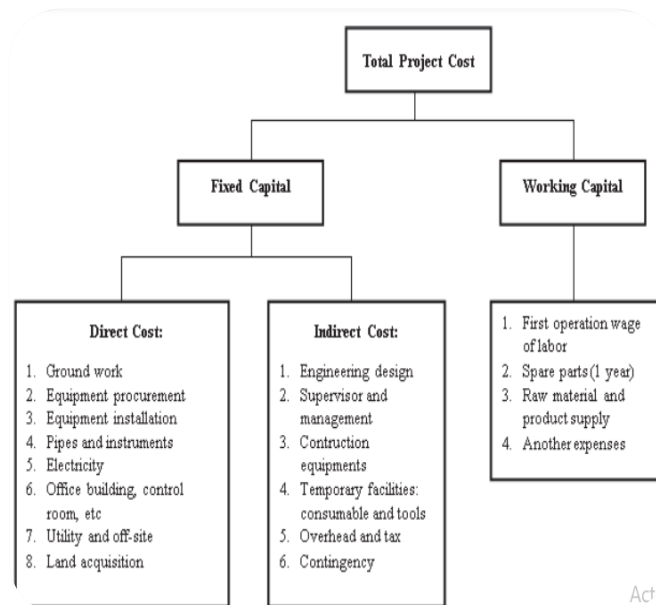 Total Project Cost
Fixed Capital
Working Capital
Direct Cost:
1. Ground work
2. Equipment procurement
3. Equipment installation
4. Pipes and instruments
5. Electricity
6. Office building, control
room, etc
7. Utility and off-site
8. Land acquisition
Indirect Cost:
1. Engineering design
2. Supervisor and
management
3. Contruction
equipments
4. Temporary facilities:
consumable and tools
5. Overhead and tax
6. Contingency
1. First operation wage
of labor
2. Spare parts (1 year)
3. Raw material and
product supply
4. Another expenses
Act